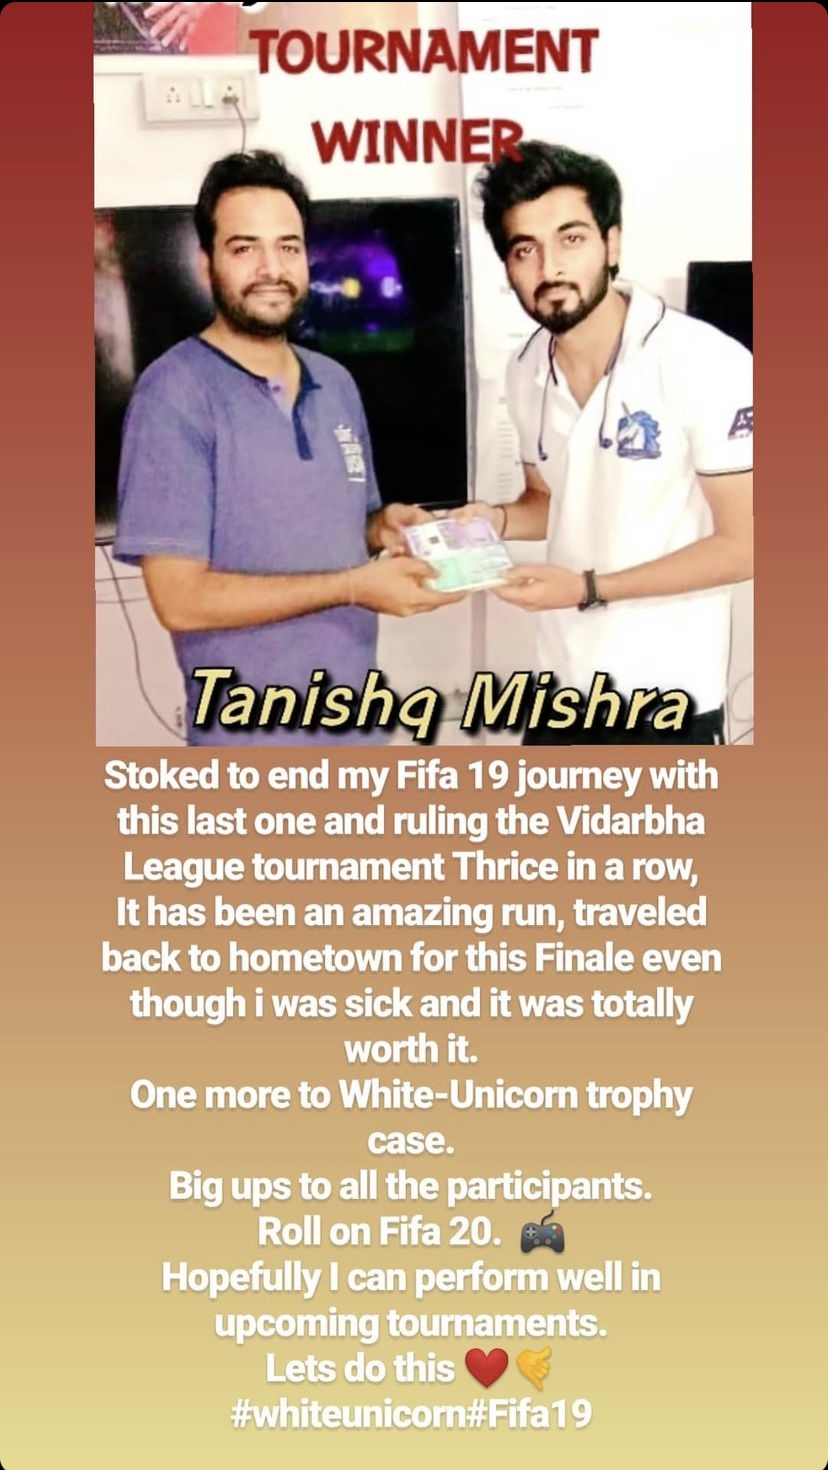 TOURNAMENT
WINNER
Tanishq Mishra
Stoked to end my Fifa 19 journey with
this last one and ruling the Vidarbha
League tournament Thrice in a row,
It has been an amazing run, traveled
back to hometown for this Finale even
though i was sick and it was totally
worth it.
One more to White-Unicorn trophy
case.
Big ups to all the participants.
Roll on Fifa 20. 🎮
Hopefully I can perform well in
upcoming tournaments.
Lets do this ❤️🤙
#whiteunicorn#Fifa19